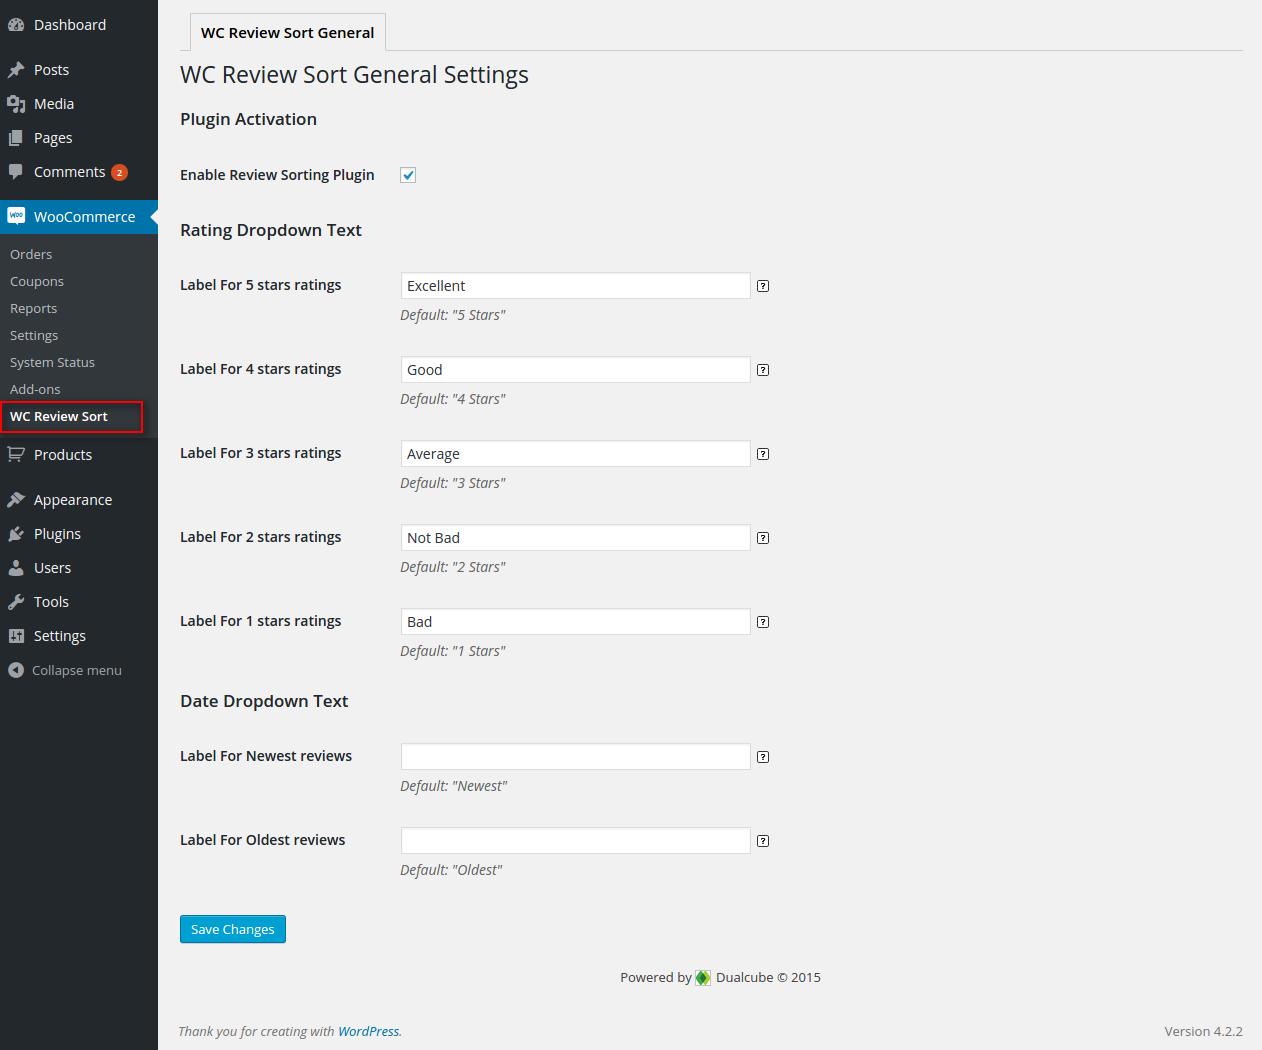 Dashboard
Posts
Media
Pages
Comments 2
Woo WooCommerce
Orders
Coupons
Reports
Settings
System Status
Add-ons
WC Review Sort
Products
Appearance
Plugins
Users
Tools
Settings
Collapse menu
WC Review Sort General
WC Review Sort General Settings
Plugin Activation
Enable Review Sorting Plugin
Rating Dropdown Text
Label For 5 stars ratings Excellent ?
Default: "5 Stars"
Label For 4 stars ratings Good ?
Default: "4 Stars"
Label For 3 stars ratings Average ?
Default: "3 Stars"
Label For 2 stars ratings Not Bad ?
Default: "2 Stars"
Label For 1 stars ratings Bad ?
Default: "1 Stars"
Date Dropdown Text
Label For Newest reviews ?
Default: "Newest"
Label For Oldest reviews ?
Default: "Oldest"
Save Changes
Powered by Dualcube © 2015
Thank you for creating with WordPress.
Version 4.2.2